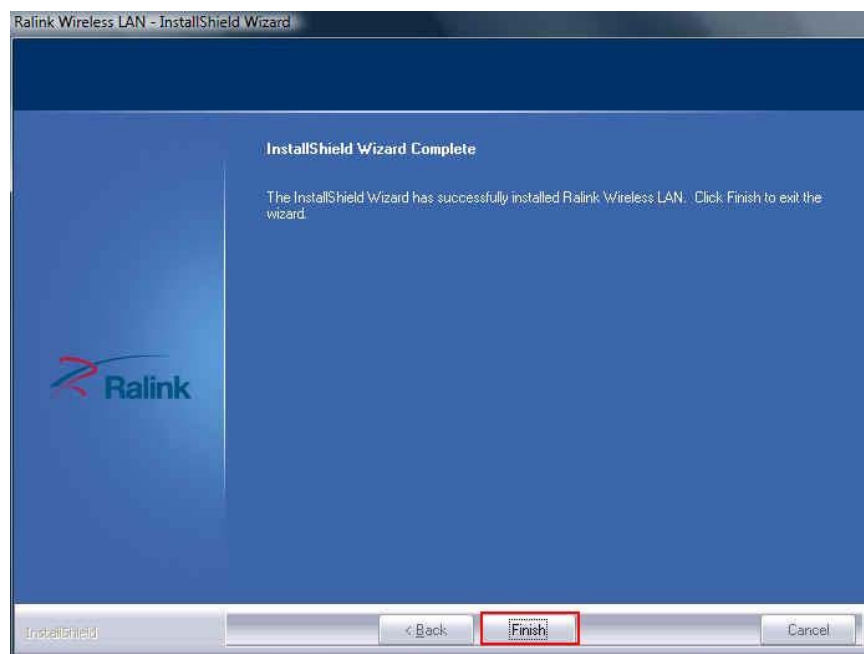 Ralink Wireless LAN - InstallShield Wizard
InstallShield Wizard Complete
The InstallShield Wizard has successfully installed Ralink Wireless LAN. Click Finish to exit the
wizard.
Ralink
InstallShield
< Back
Finish
Cancel